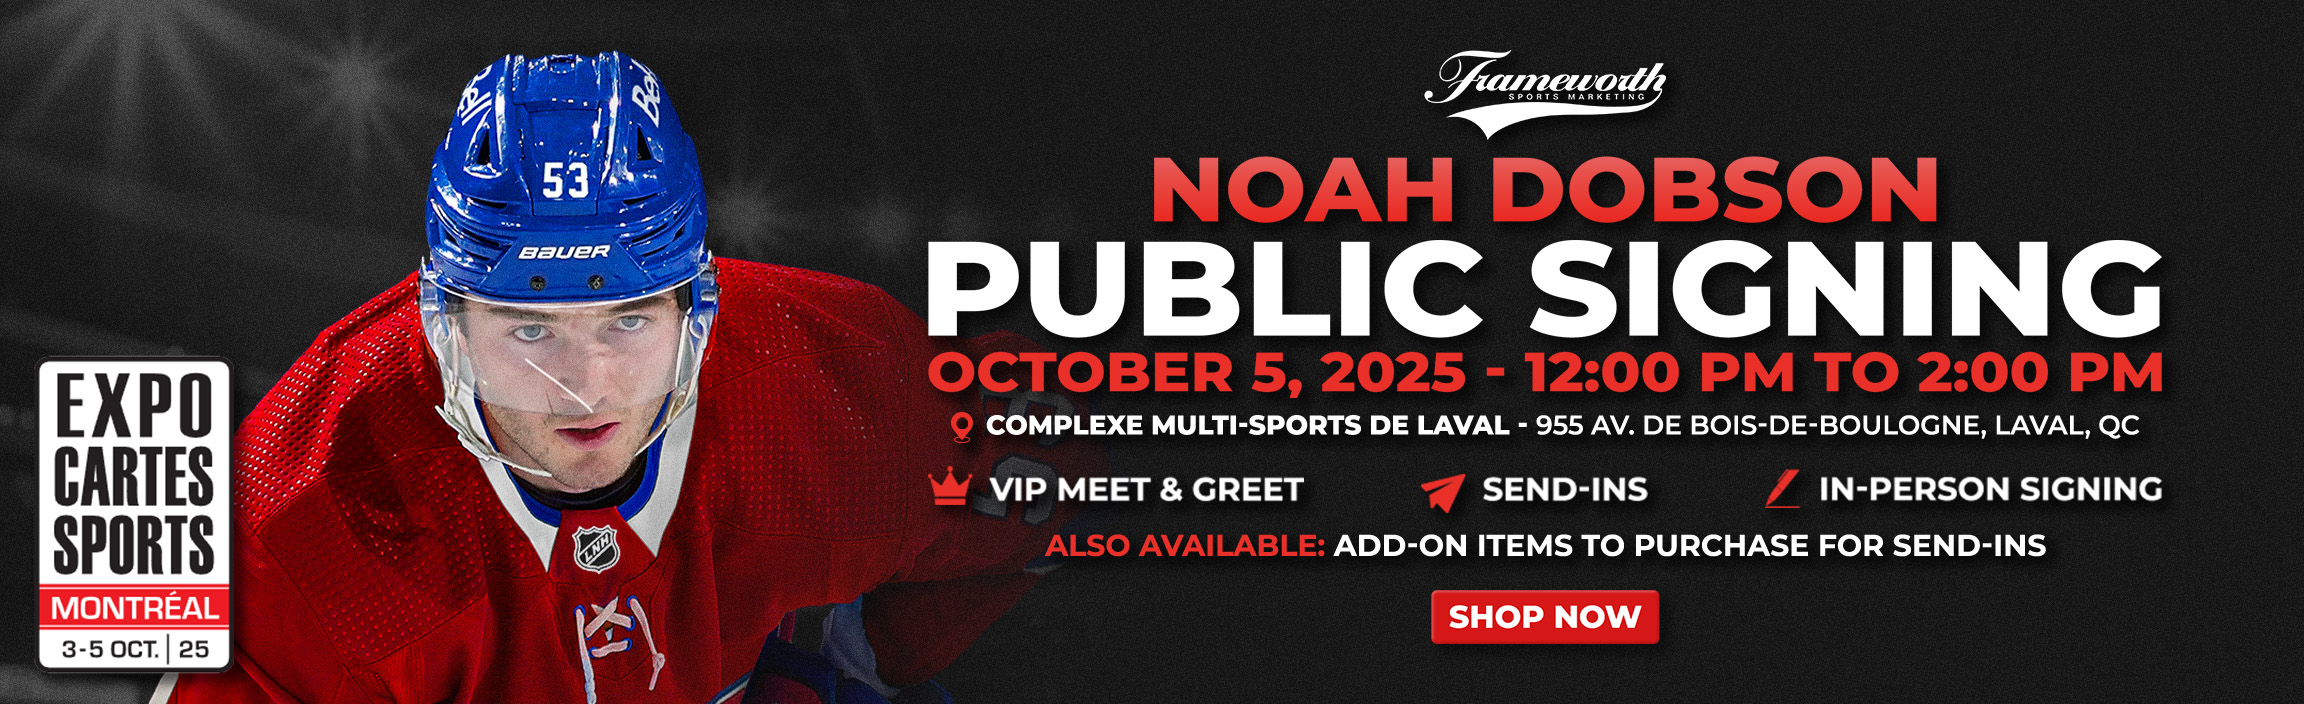 Frameworth
SPORTS MARKETING
NOAH DOBSON
PUBLIC SIGNING
OCTOBER 5, 2025 - 12:00 PM TO 2:00 PM
COMPLEXE MULTI-SPORTS DE LAVAL - 955 AV. DE BOIS-DE-BOULOGNE, LAVAL, QC
VIP MEET & GREET
SEND-INS
IN-PERSON SIGNING
ALSO AVAILABLE: ADD-ON ITEMS TO PURCHASE FOR SEND-INS
SHOP NOW
EXPO
CARTES
SPORTS
MONTRÉAL
3-5 OCT. | 25
Bell
Bell
53
BAUER
LNH